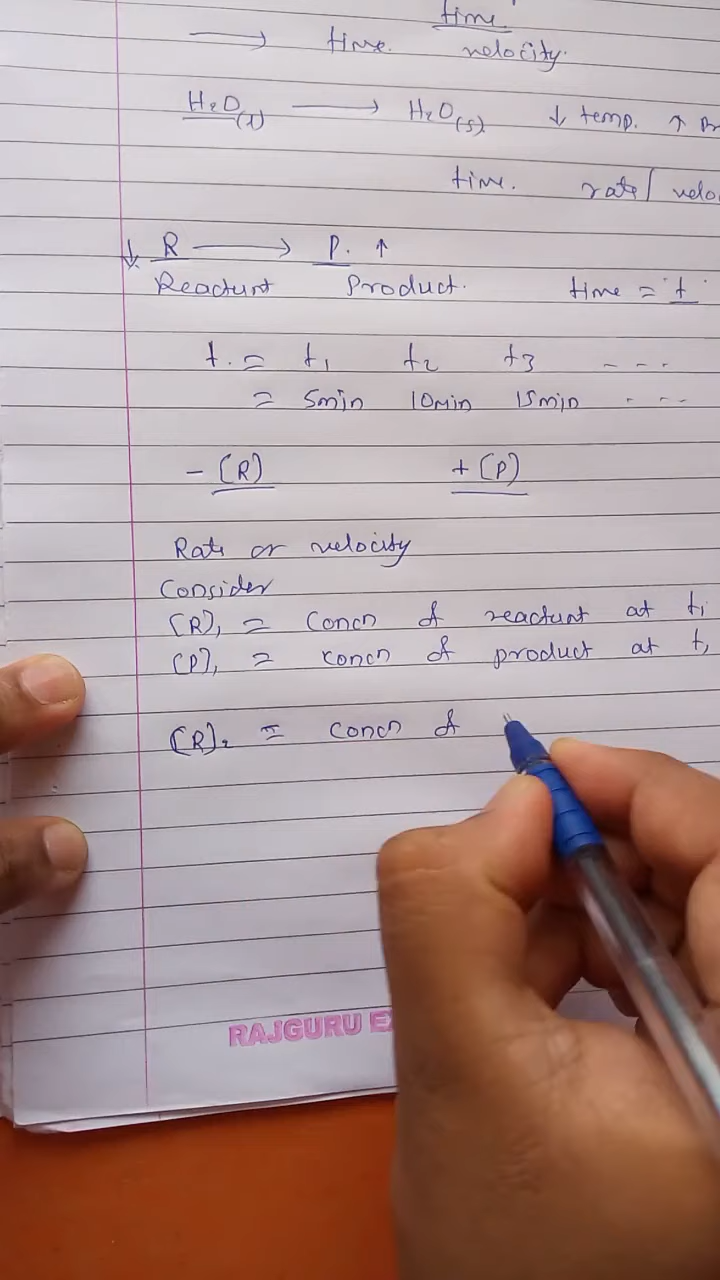 time
→ time. velocity.
H₂O(l) → H₂O(s) ↓ temp. ↑
time. rate/
↓ R → P. ↑
Reactant Product. time = t
t. = t₁ t₂ t₃ - - -
= 5min 10min 15min - - -
- [R] + [P]
Rate or velocity
Consider
[R]₁ = Concn of reactant at t₁
[P]₁ = concn of product at t₁
[R]₂ = concn of
RAJGURU